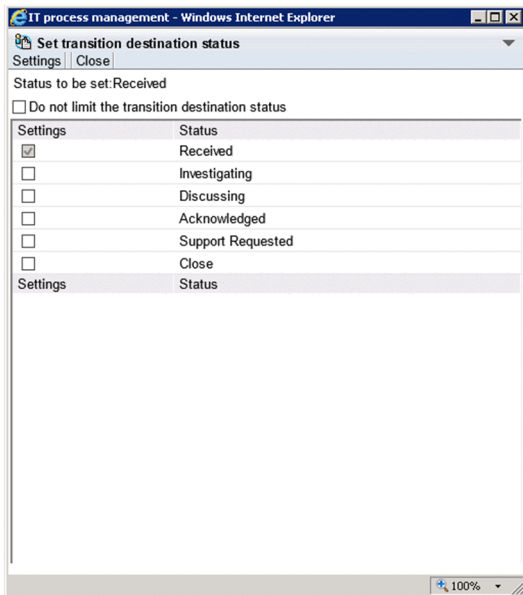 IT process management - Windows Internet Explorer
Set transition destination status
Settings Close
Status to be set:Received
Do not limit the transition destination status
Settings Status
Received
Investigating
Discussing
Acknowledged
Support Requested
Close
Settings Status
100%